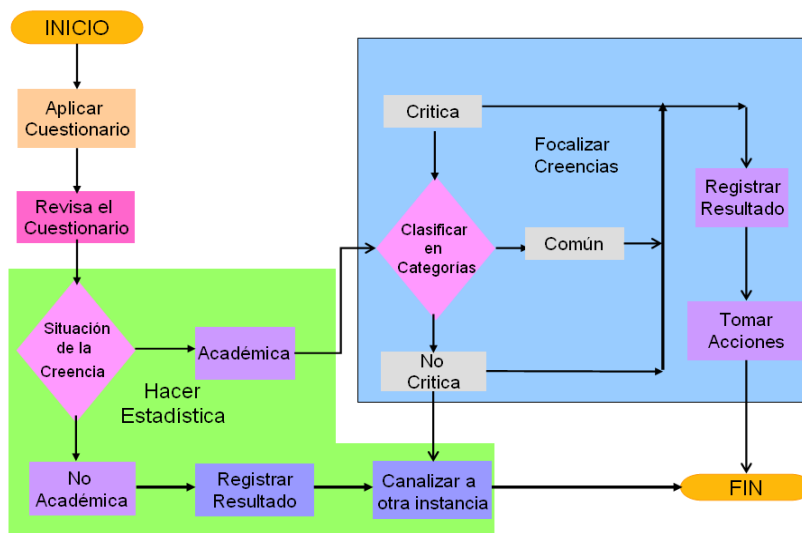 INICIO
Aplicar
Cuestionario
Revisa el
Cuestionario
Situación
de la
Creencia
Académica
Hacer
Estadística
No
Académica
Registrar
Resultado
Canalizar a
otra instancia
Critica
Focalizar
Creencias
Clasificar
en
Categorías
Común
No
Critica
Registrar
Resultado
Tomar
Acciones
FIN